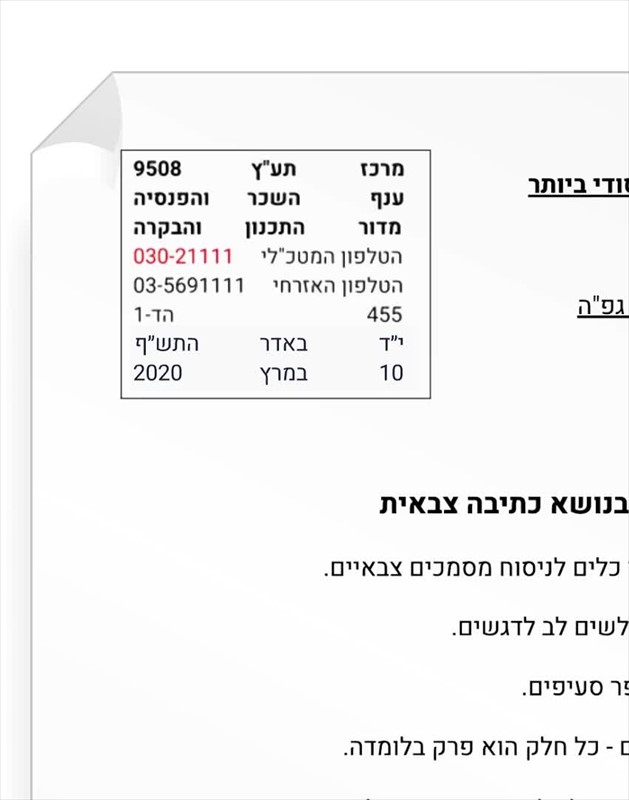 מרכז תע"ץ 9508
ענף השכר והפנסיה
מדור התכנון והבקרה
הטלפון המטכ"לי 030-21111
הטלפון האזרחי 03-5691111
455 הד-1
י״ד באדר התש״ף
10 במרץ 2020
ביותר
גפ"ה
בנושא כתיבה צבאית
כלים לניסוח מסמכים צבאיים.
לשים לב לדגשים.
סעיפים.
- כל חלק הוא פרק בלומדה.